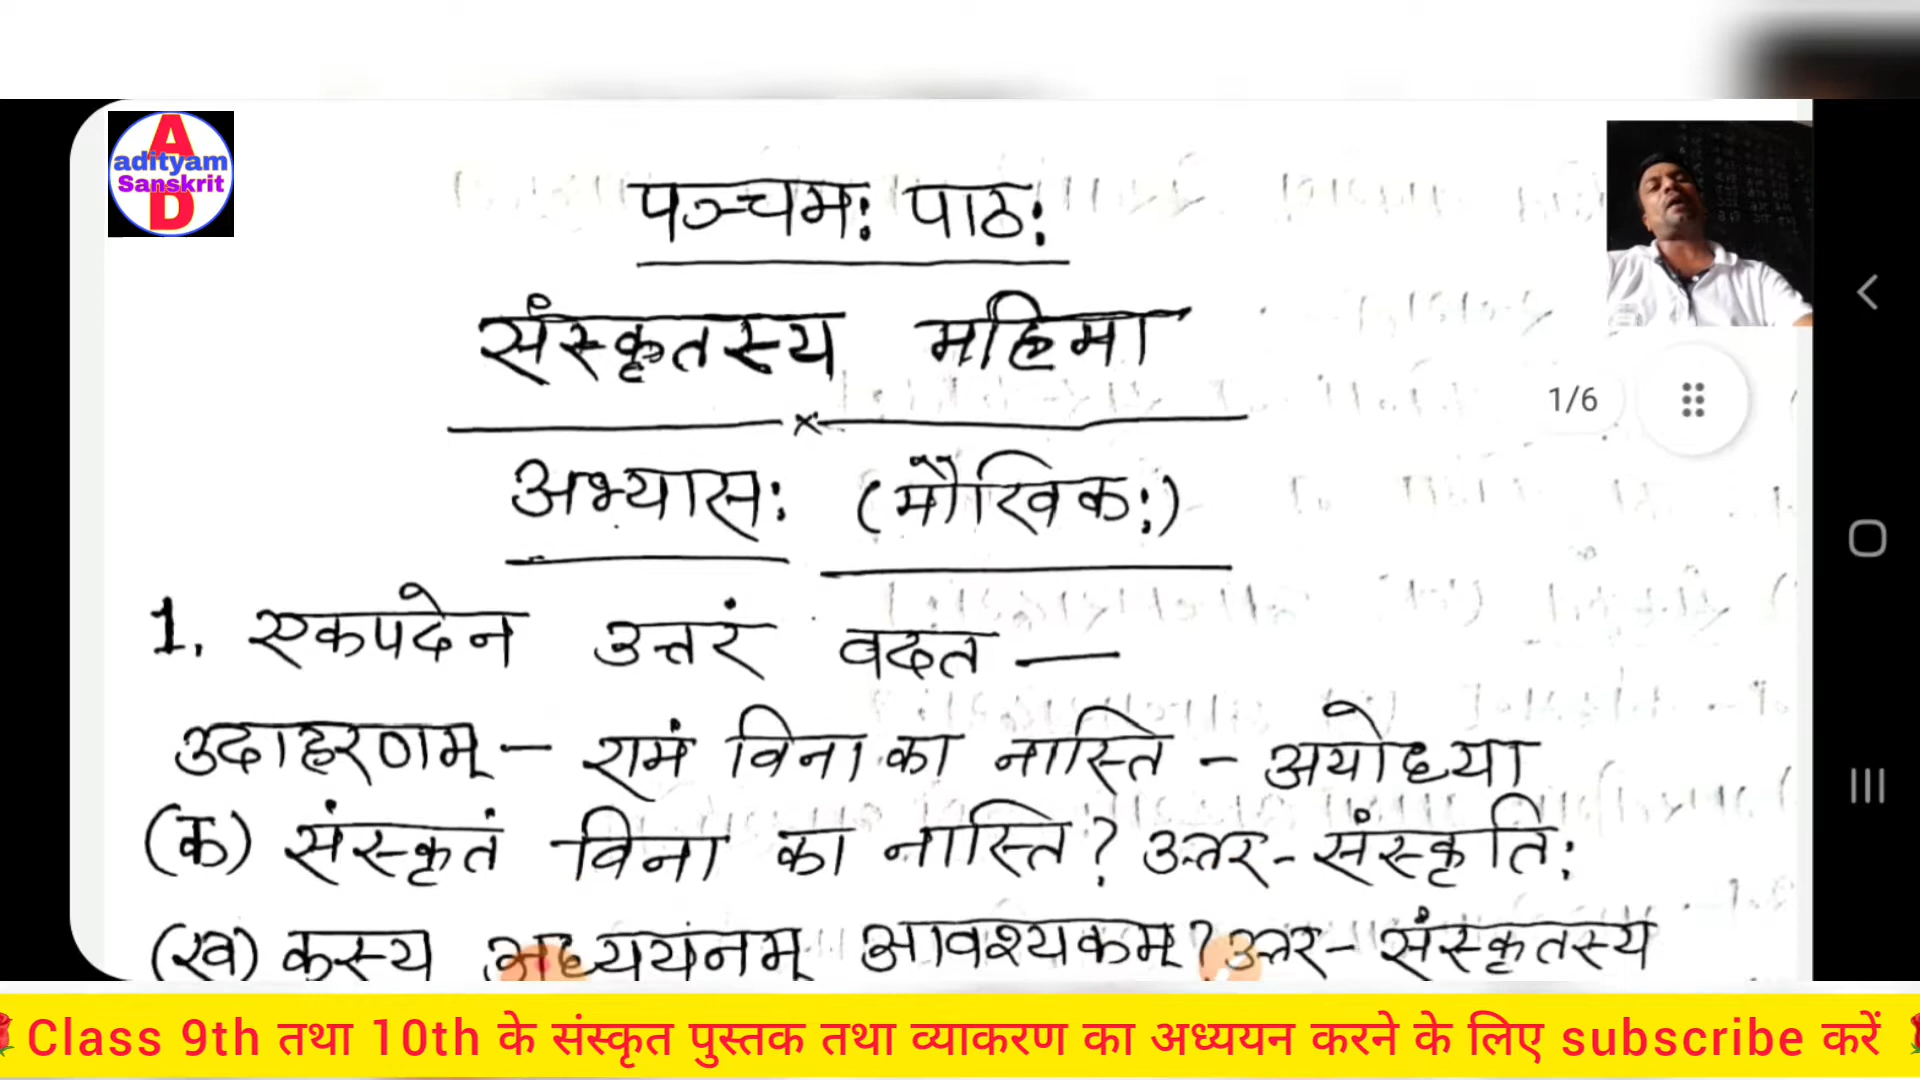 A
adityam
Sanskrit
D
पञ्चमः पाठः
संस्कृतस्य महिमा
x
अभ्यासः (मौखिकः)
1/6
1. एकपदेन उत्तरं वदत —
उदाहरणम् – रामं विना का नास्ति – अयोध्या
(क) संस्कृतं विना का नास्ति? उत्तर – संस्कृतिः
(ख) कस्य अध्ययनम् आवश्यकम्? उत्तर – संस्कृतस्य
Class 9th तथा 10th के संस्कृत पुस्तक तथा व्याकरण का अध्ययन करने के लिए subscribe करें